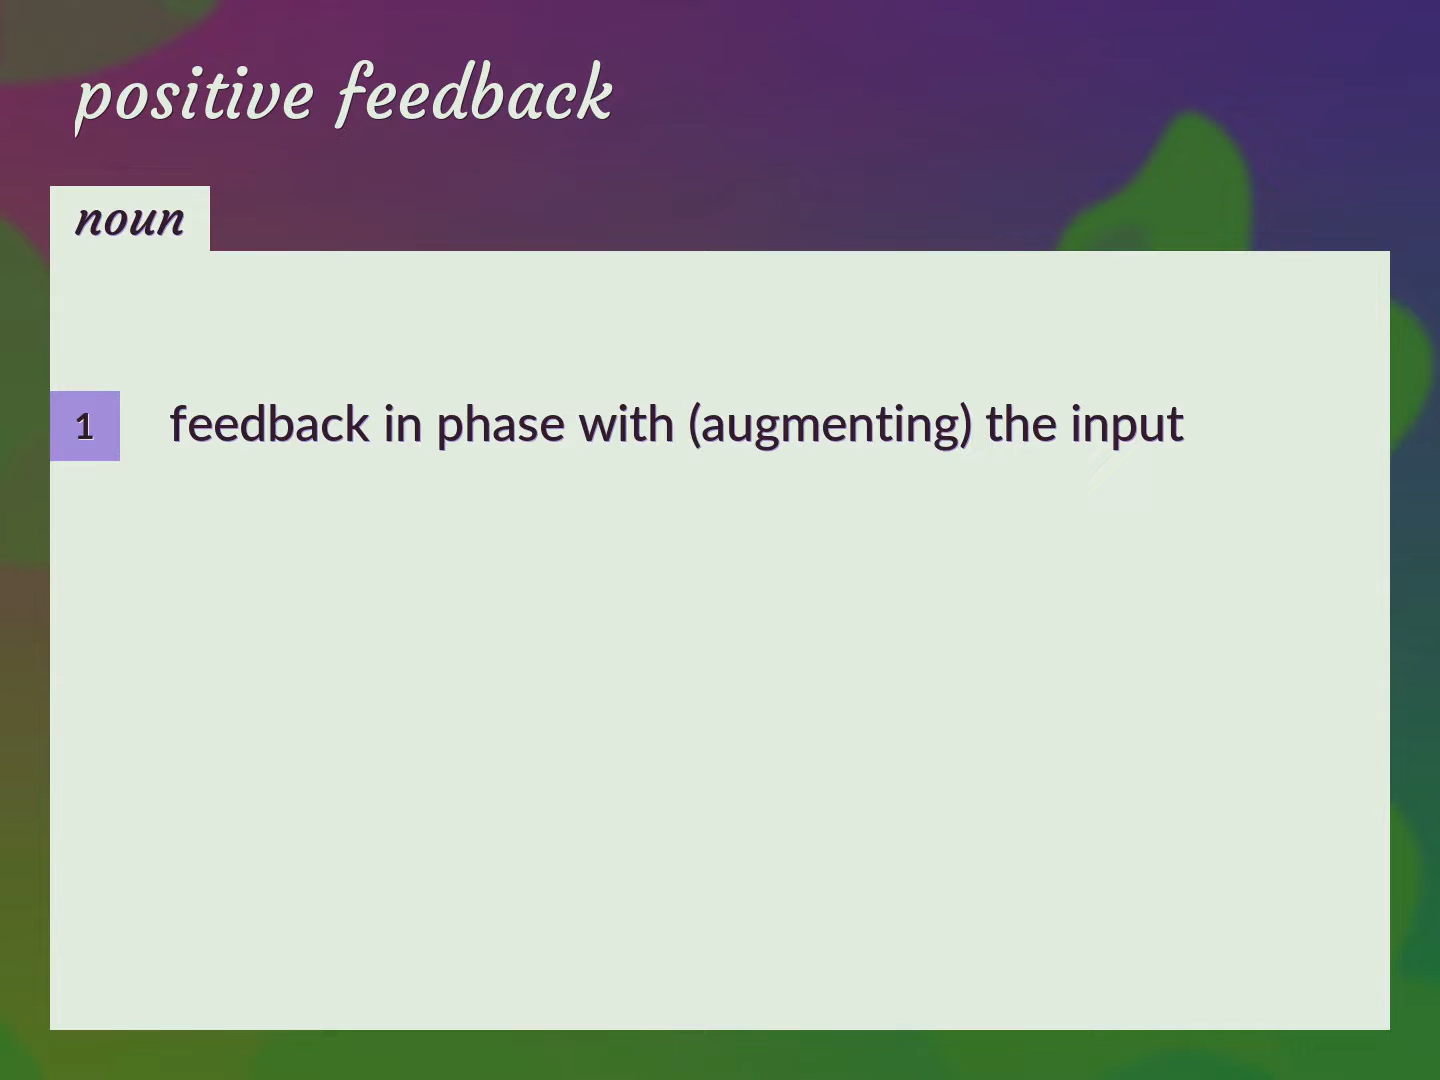 positive feedback
noun
1 feedback in phase with (augmenting) the input